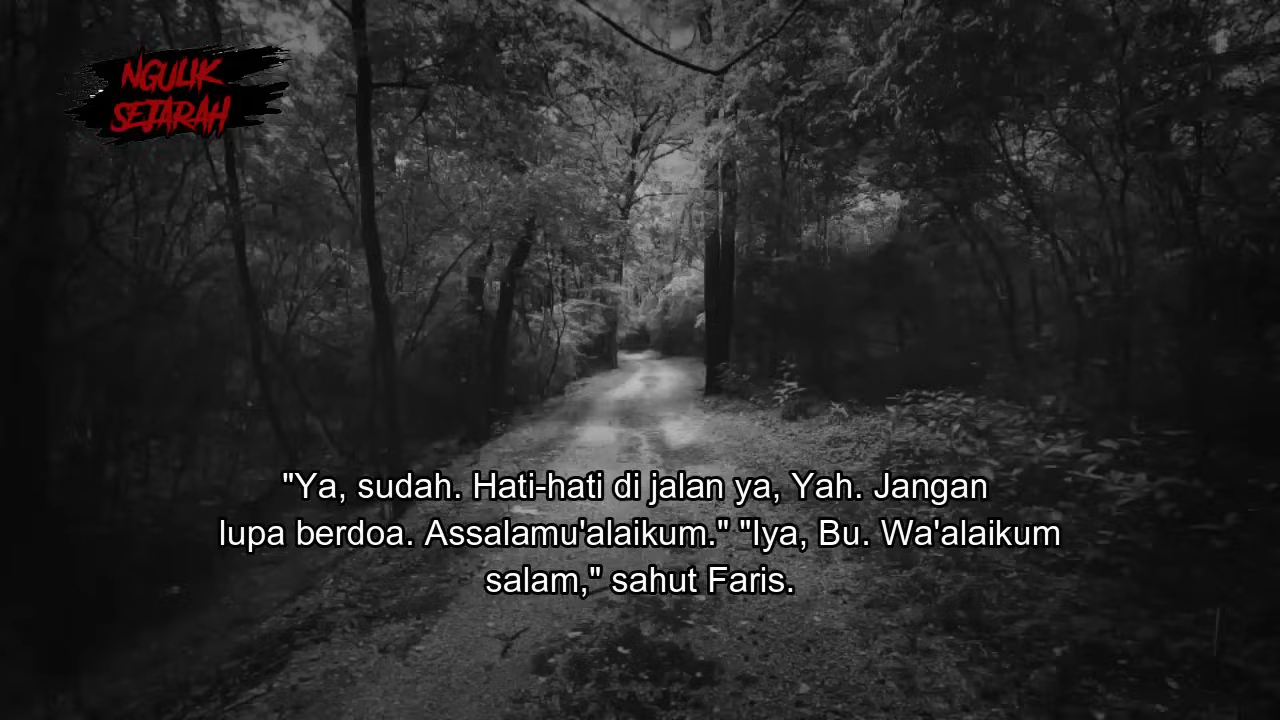 NGULIK
SEJARAH
"Ya, sudah. Hati-hati di jalan ya, Yah. Jangan
lupa berdoa. Assalamu'alaikum." "Iya, Bu. Wa'alaikum
salam," sahut Faris.